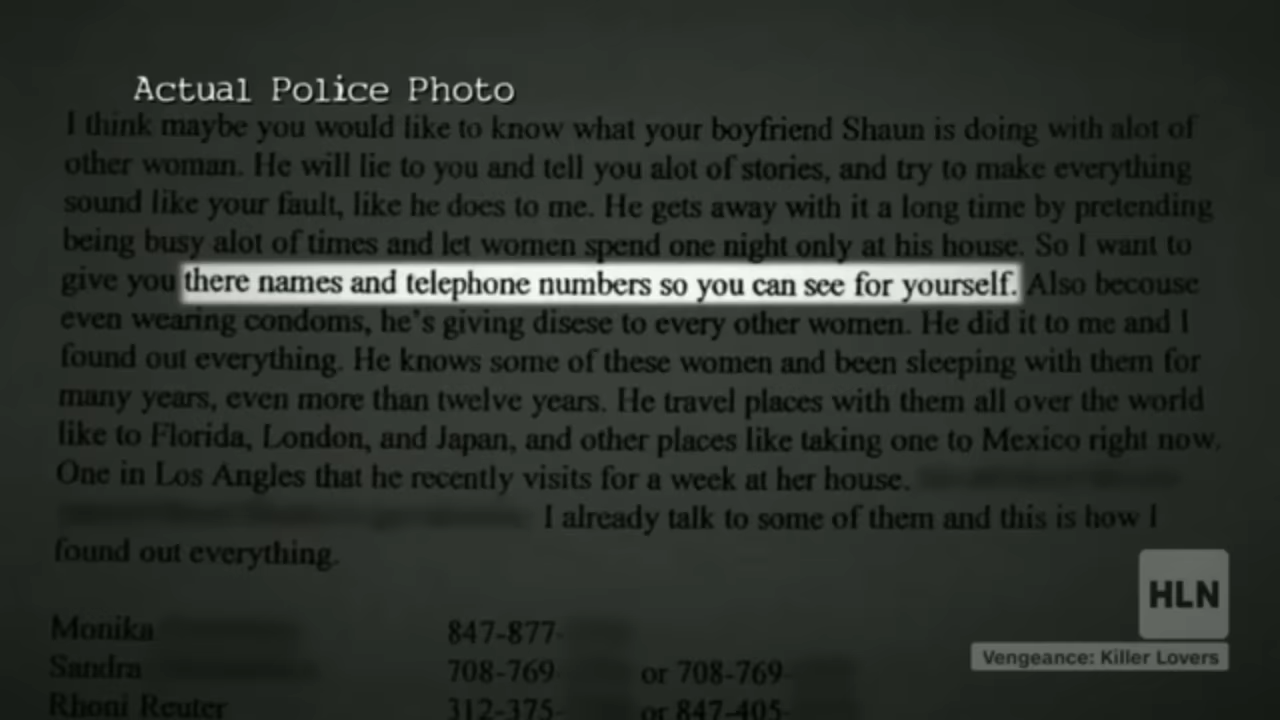 Actual Police Photo
I think maybe you would like to know what your boyfriend Shaun is doing with alot of
other woman. He will lie to you and tell you alot of stories, and try to make everything
sound like your fault, like he does to me. He gets away with it a long time by pretending
being busy alot of times and let women spend one night only at his house. So I want to
give you there names and telephone numbers so you can see for yourself. Also becouse
even wearing condoms, he's giving disese to every other women. He did it to me and I
found out everything. He knows some of these women and been sleeping with them for
many years, even more than twelve years. He travel places with them all over the world
like to Florida, London, and Japan, and other places like taking one to Mexico right now.
One in Los Angles that he recently visits for a week at her house.
I already talk to some of them and this is how I
found out everything.
Monika 847-877-
Sandra 708-769- or 708-769-
Rhoni Reuter 312-375- or 847-405-
HLN
Vengeance: Killer Lovers